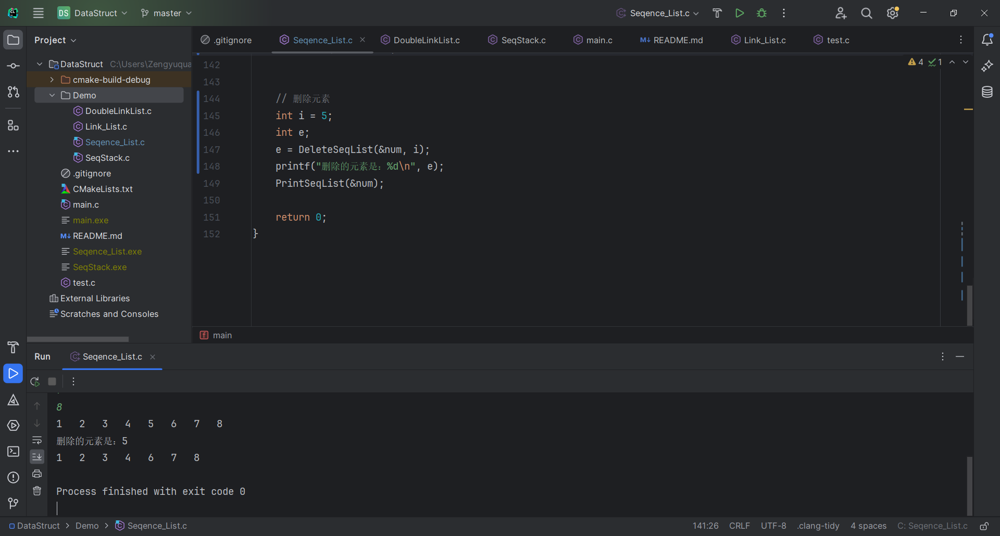 DS DataStruct master Seqence_List.c
Project
.gitignore Seqence_List.c DoubleLinkList.c SeqStack.c main.c README.md Link_List.c test.c
DataStruct C:\Users\Zengyuqua
cmake-build-debug
Demo
DoubleLinkList.c
Link_List.c
Seqence_List.c
SeqStack.c
.gitignore
CMakeLists.txt
main.c
main.exe
README.md
Seqence_List.exe
SeqStack.exe
test.c
External Libraries
Scratches and Consoles
4 1
142
143
144 // 删除元素
145 int i = 5;
146 int e;
147 e = DeleteSeqList(&num, i);
148 printf("删除的元素是: %d\n", e);
149 PrintSeqList(&num);
150
151 return 0;
152 }
main
Run Seqence_List.c
8
1 2 3 4 5 6 7 8
删除的元素是: 5
1 2 3 4 6 7 8
Process finished with exit code 0
DataStruct > Demo > Seqence_List.c 141:26 CRLF UTF-8 .clang-tidy 4 spaces C: Seqence_List.c